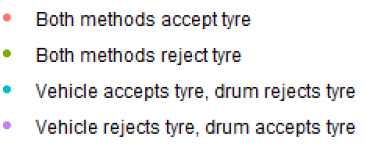 Both methods accept tyre
Both methods reject tyre
Vehicle accepts tyre, drum rejects tyre
Vehicle rejects tyre, drum accepts tyre